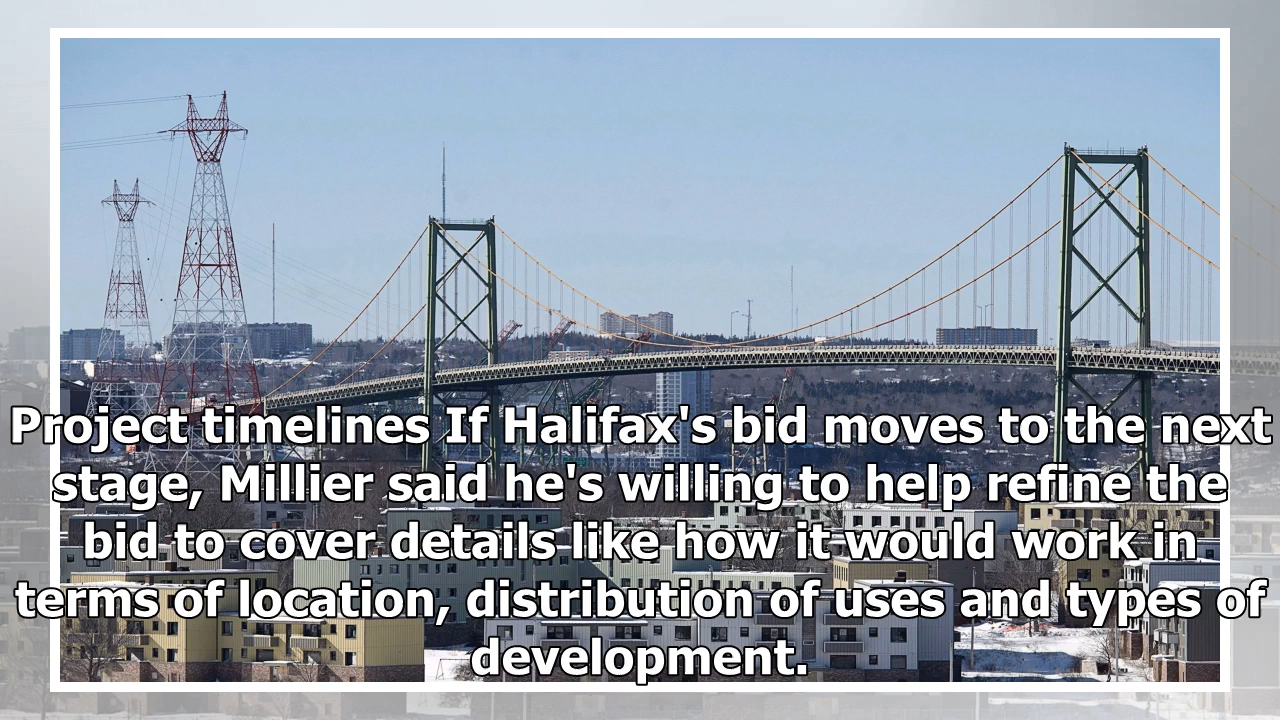 Project timelines If Halifax's bid moves to the next
stage, Millier said he's willing to help refine the
bid to cover details like how it would work in
terms of location, distribution of uses and types of
development.